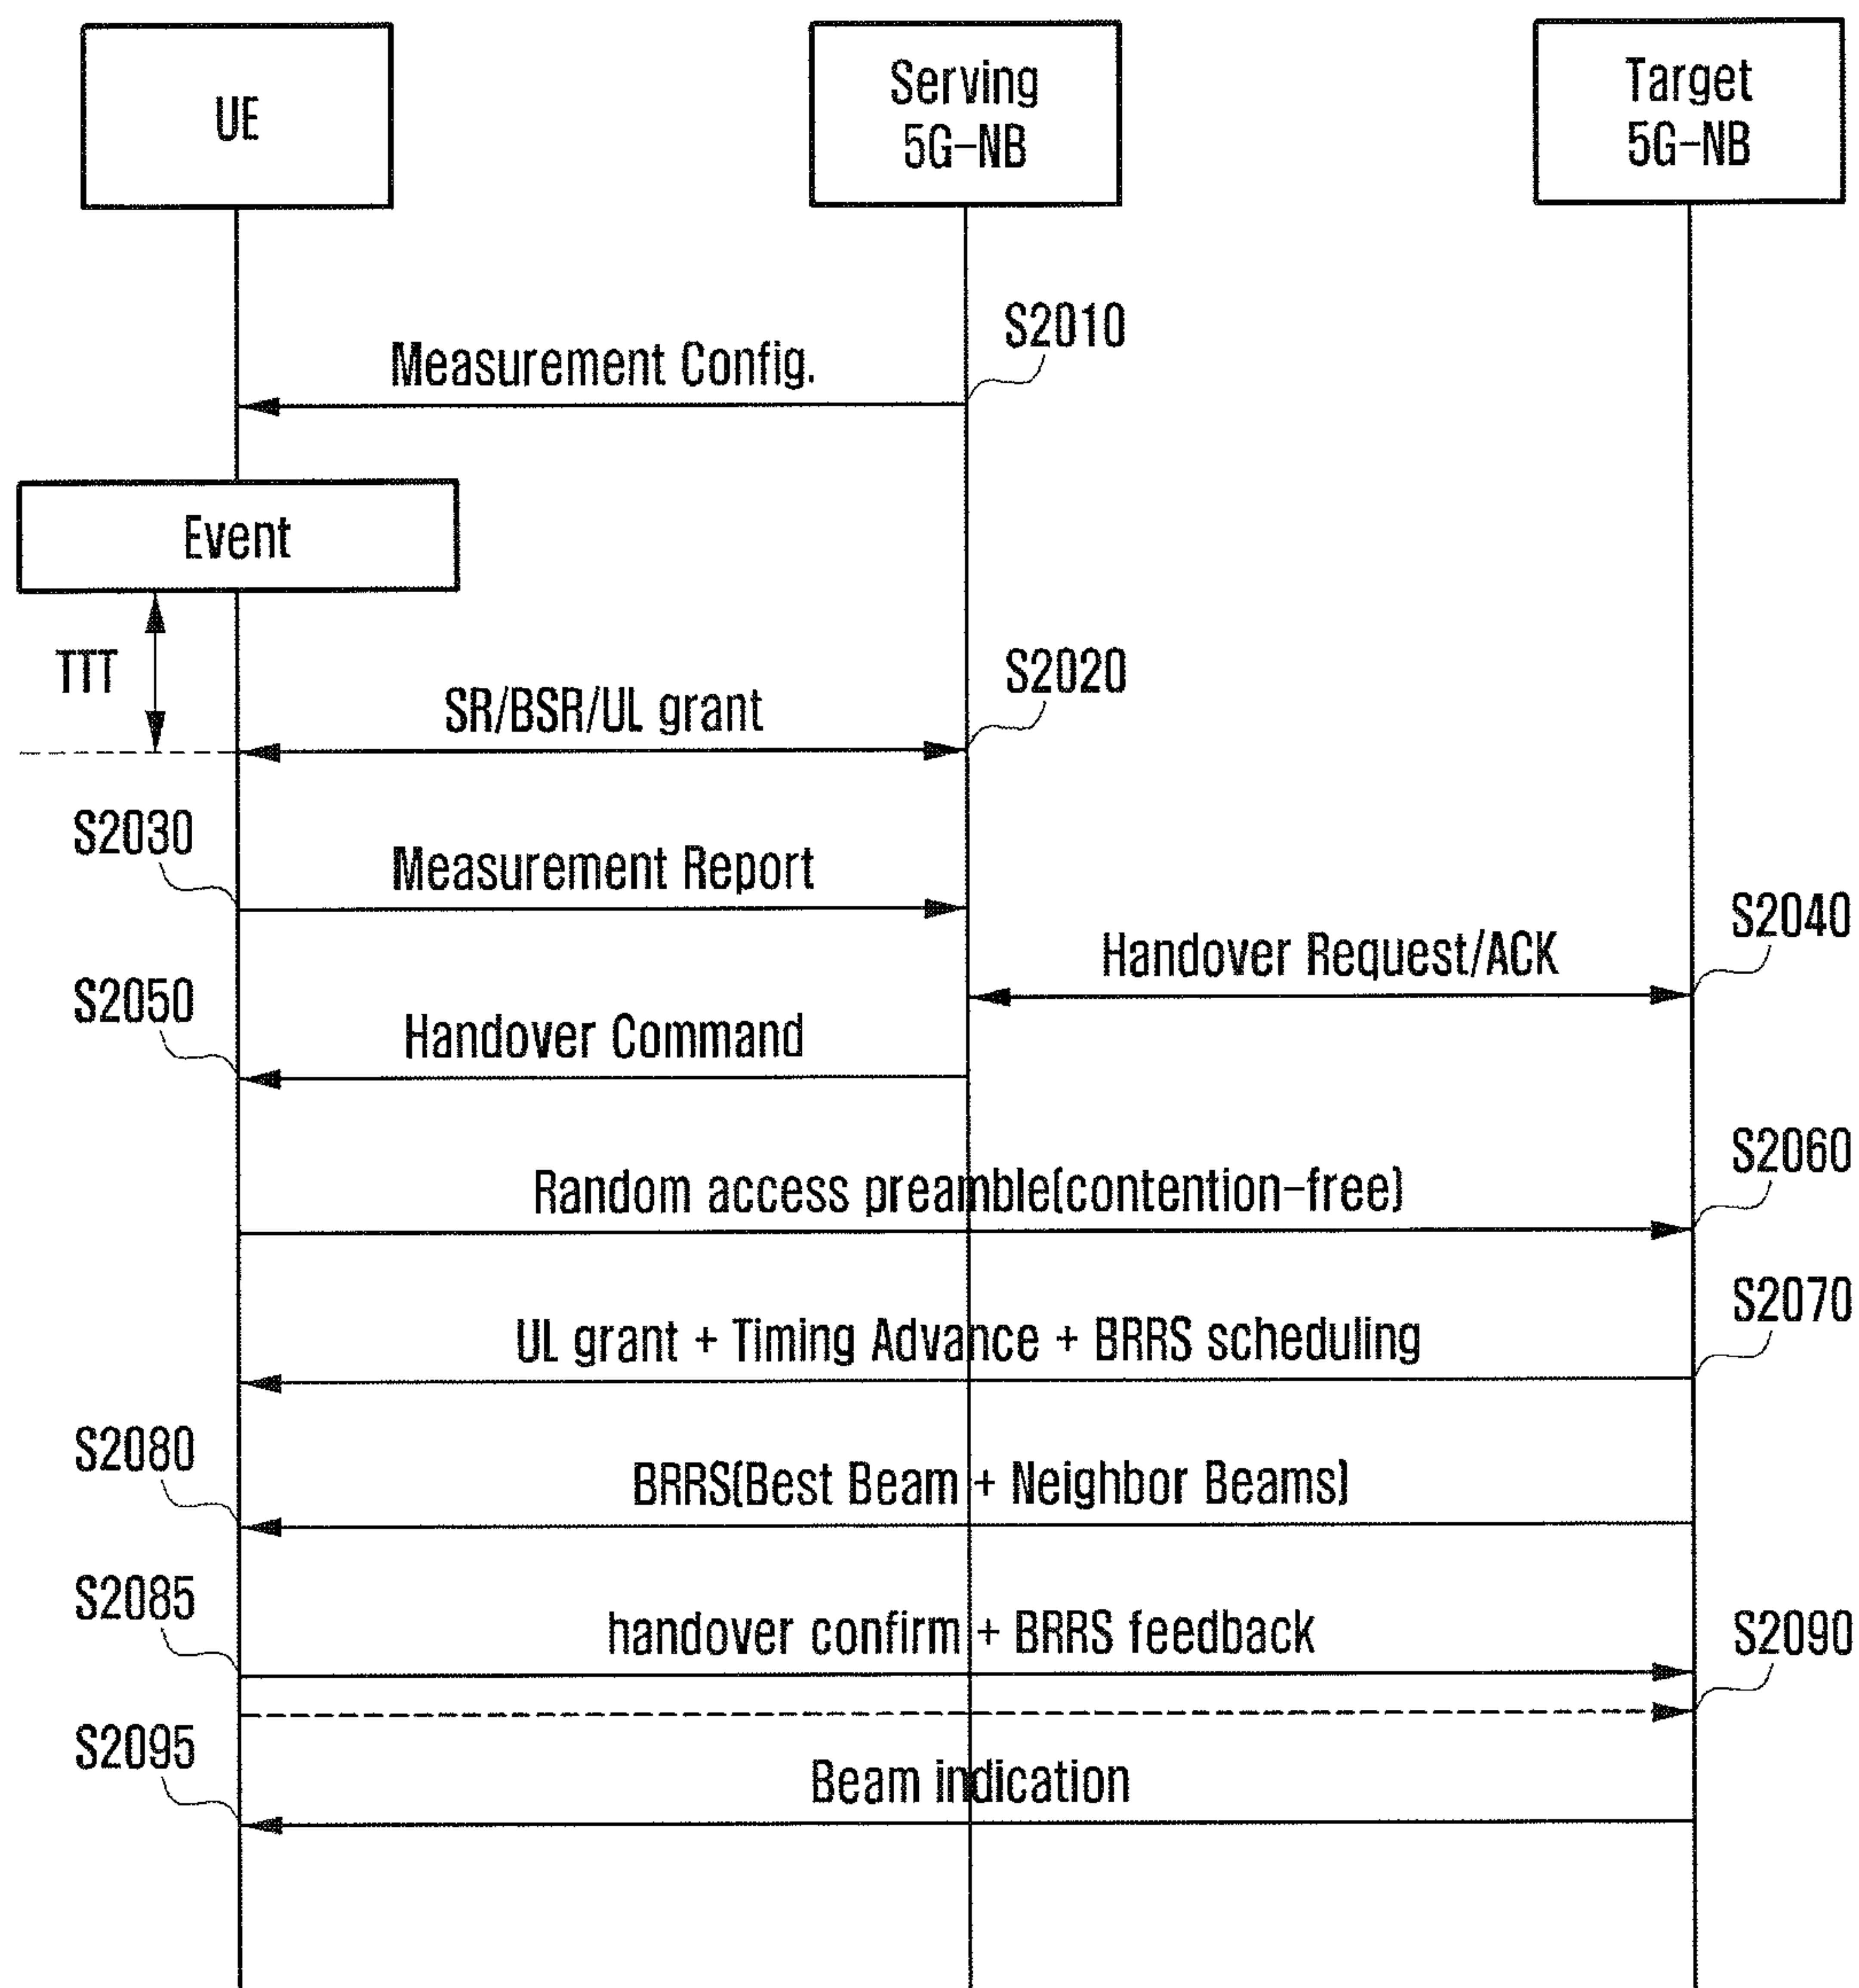 UE
Serving
5G-NB
Target
5G-NB
S2010
Measurement Config.
Event
TTT
S2020
SR/BSR/UL grant
S2030
Measurement Report
S2040
Handover Request/ACK
S2050
Handover Command
S2060
Random access preamble(contention-free)
S2070
UL grant + Timing Advance + BRRS scheduling
S2080
BRRS(Best Beam + Neighbor Beams)
S2085
handover confirm + BRRS feedback
S2090
S2095
Beam indication